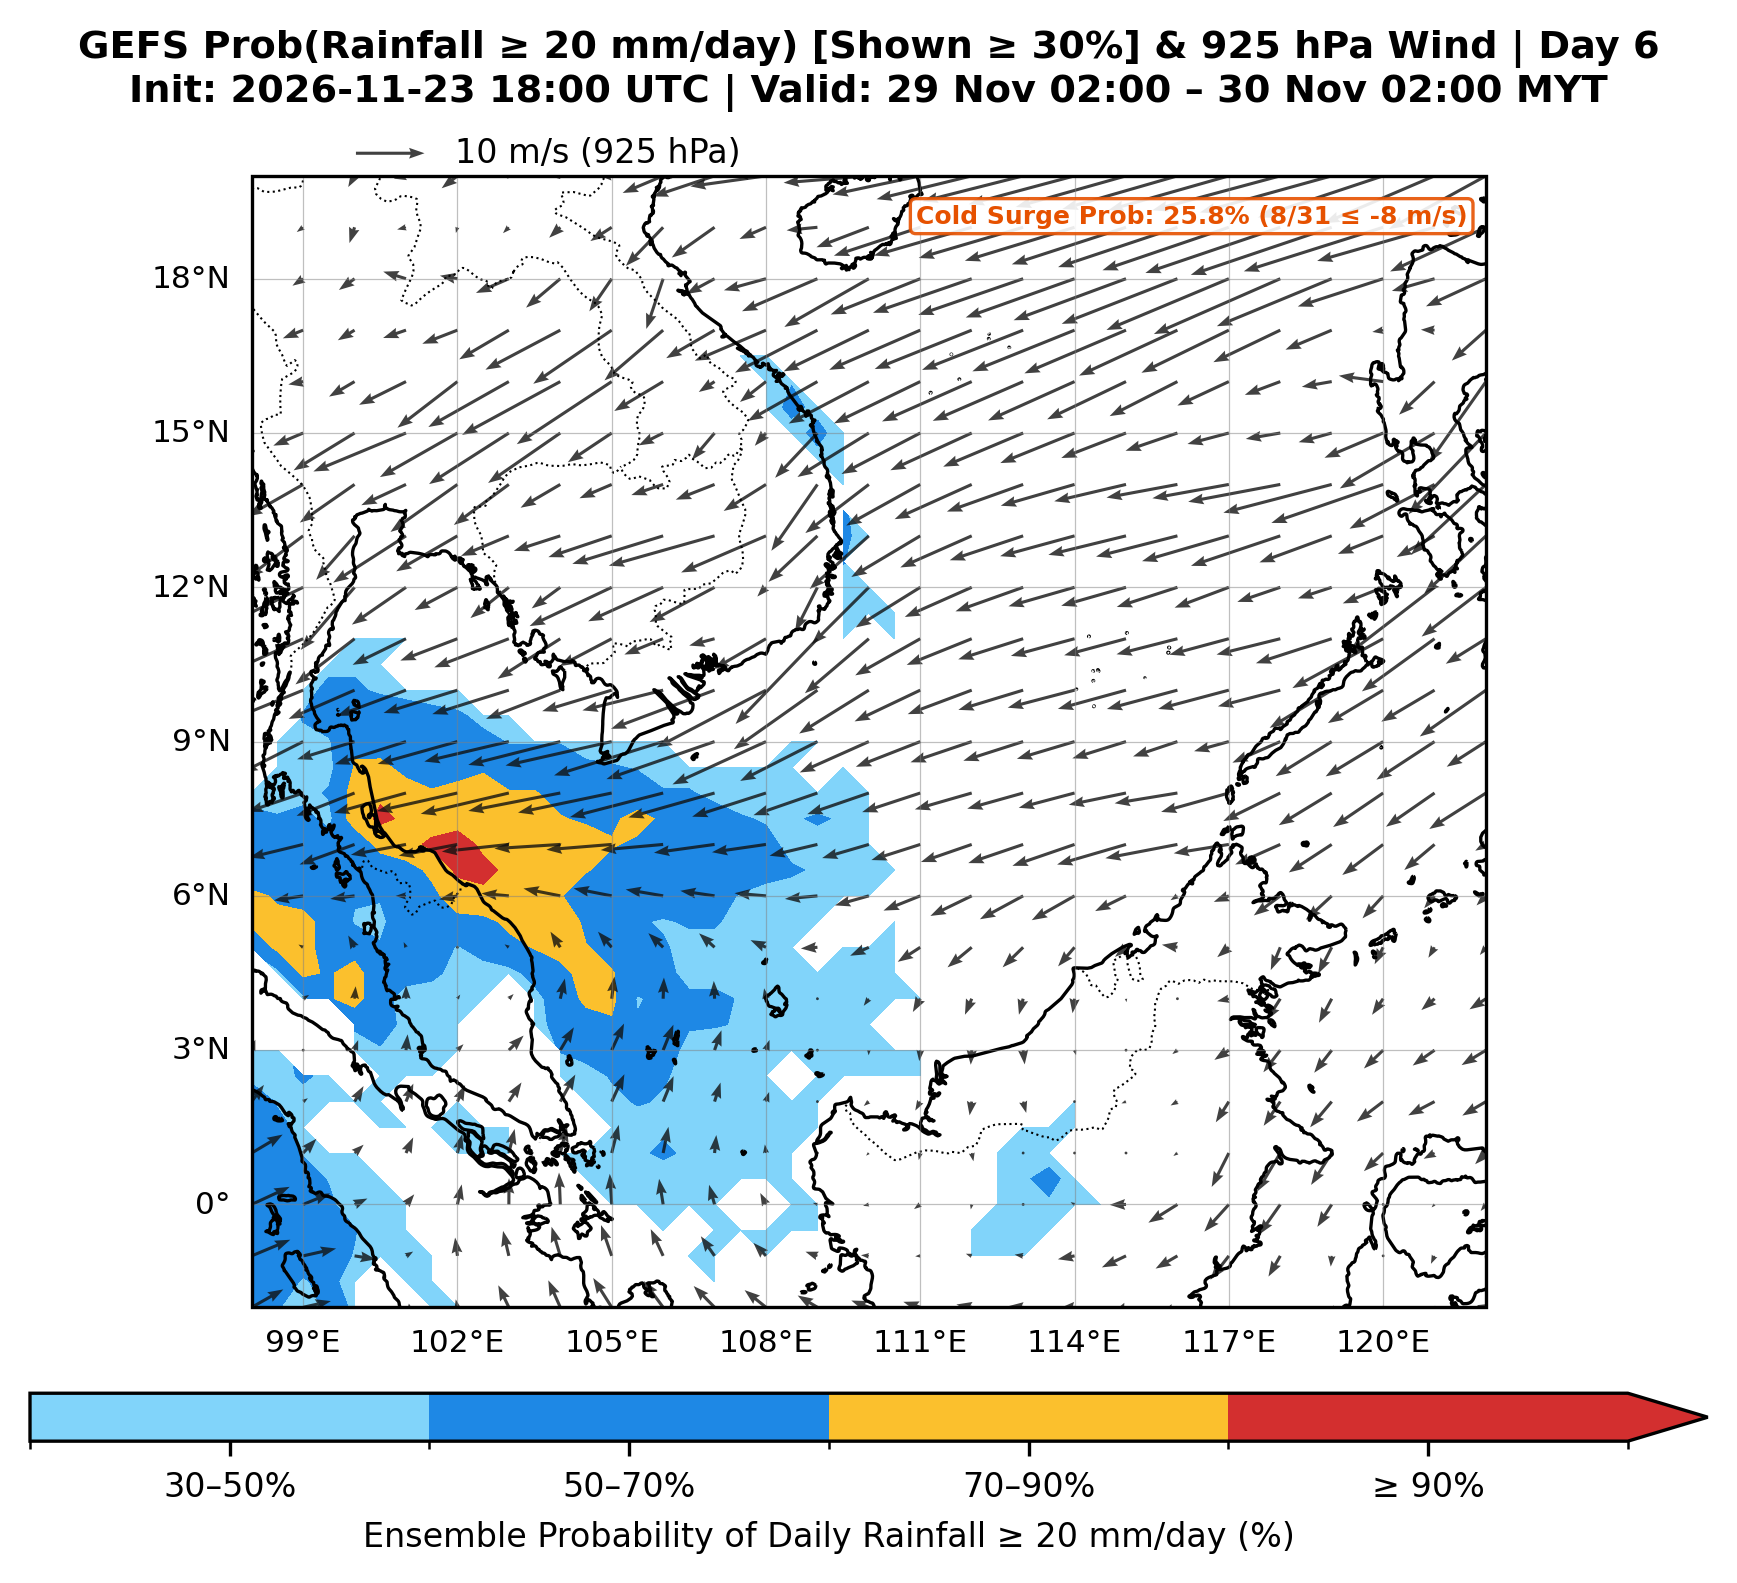 GEFS Prob(Rainfall ≥ 20 mm/day) [Shown ≥ 30%] & 925 hPa Wind | Day 6
Init: 2026-11-23 18:00 UTC | Valid: 29 Nov 02:00 – 30 Nov 02:00 MYT
10 m/s (925 hPa)
Cold Surge Prob: 25.8% (8/31 ≤ -8 m/s)
18°N
15°N
12°N
9°N
6°N
3°N
0°
99°E 102°E 105°E 108°E 111°E 114°E 117°E 120°E
30–50% 50–70% 70–90% ≥ 90%
Ensemble Probability of Daily Rainfall ≥ 20 mm/day (%)